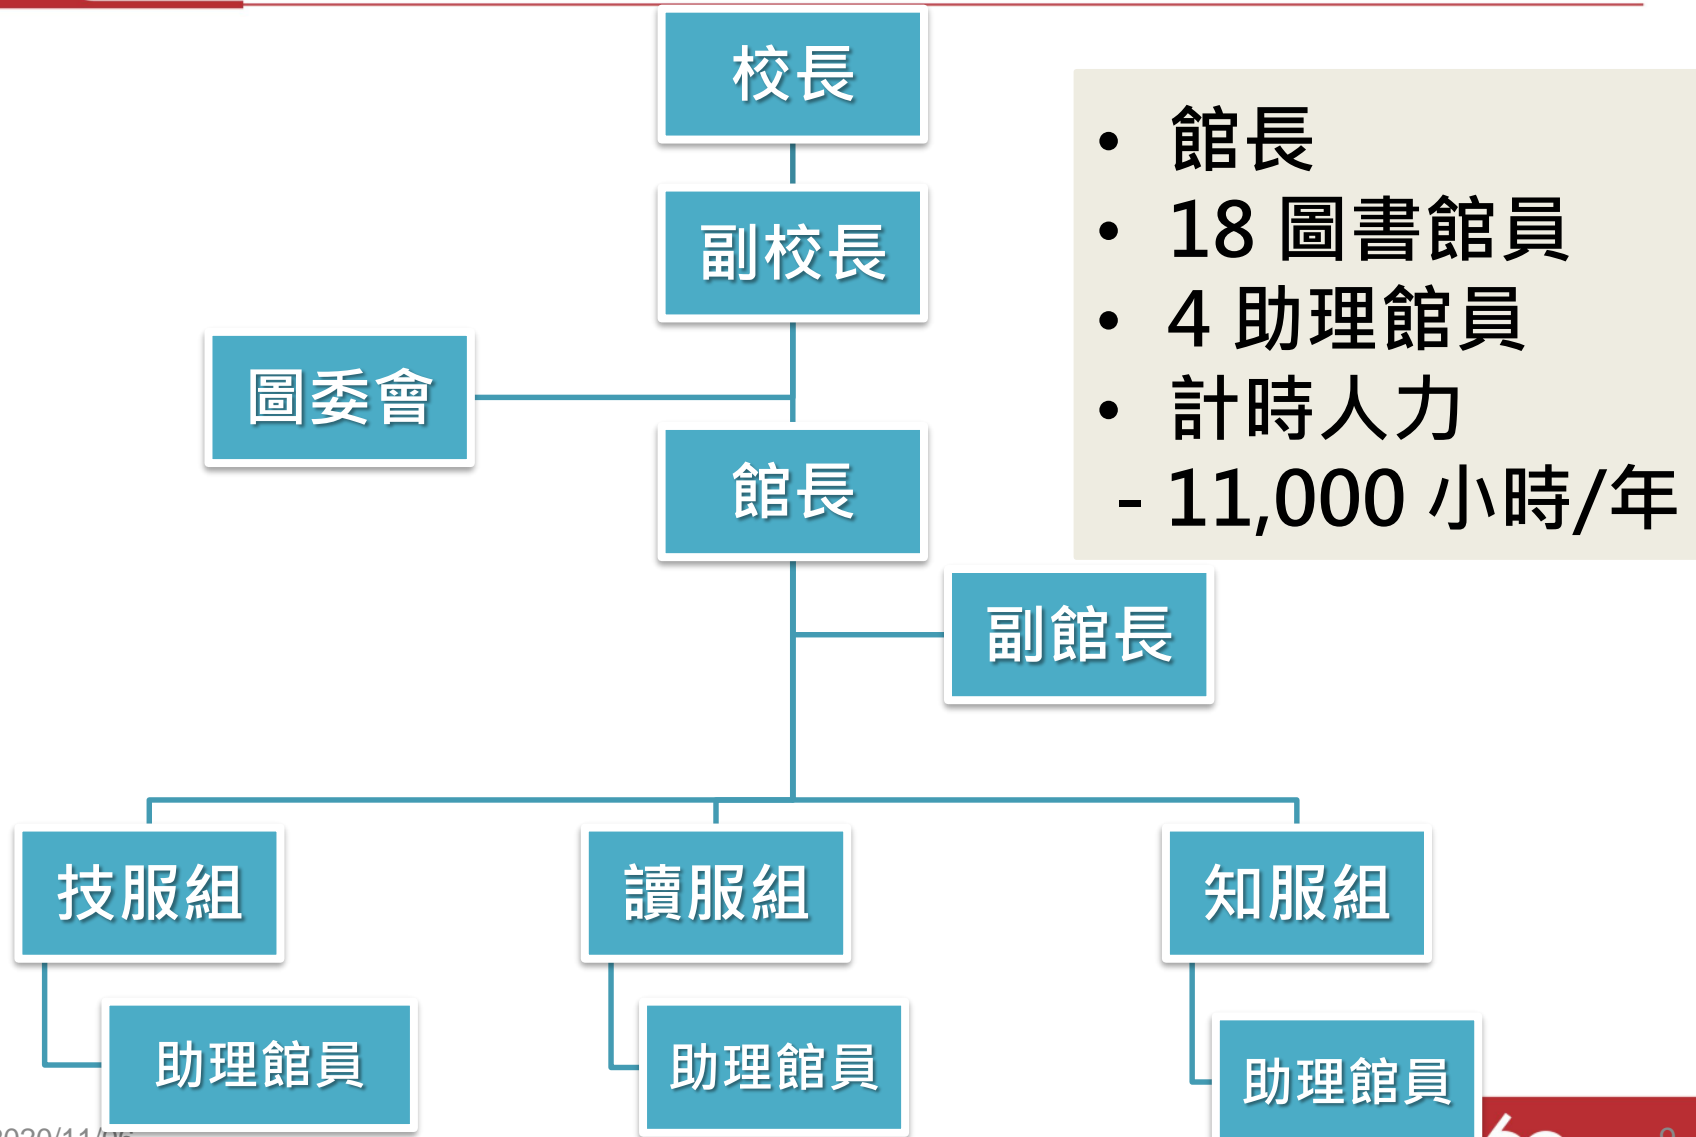 校長
副校長
圖委會
館長
副館長
• 館長
• 18 圖書館員
• 4 助理館員
• 計時人力
- 11,000 小時/年
技服組
讀服組
知服組
助理館員
助理館員
助理館員